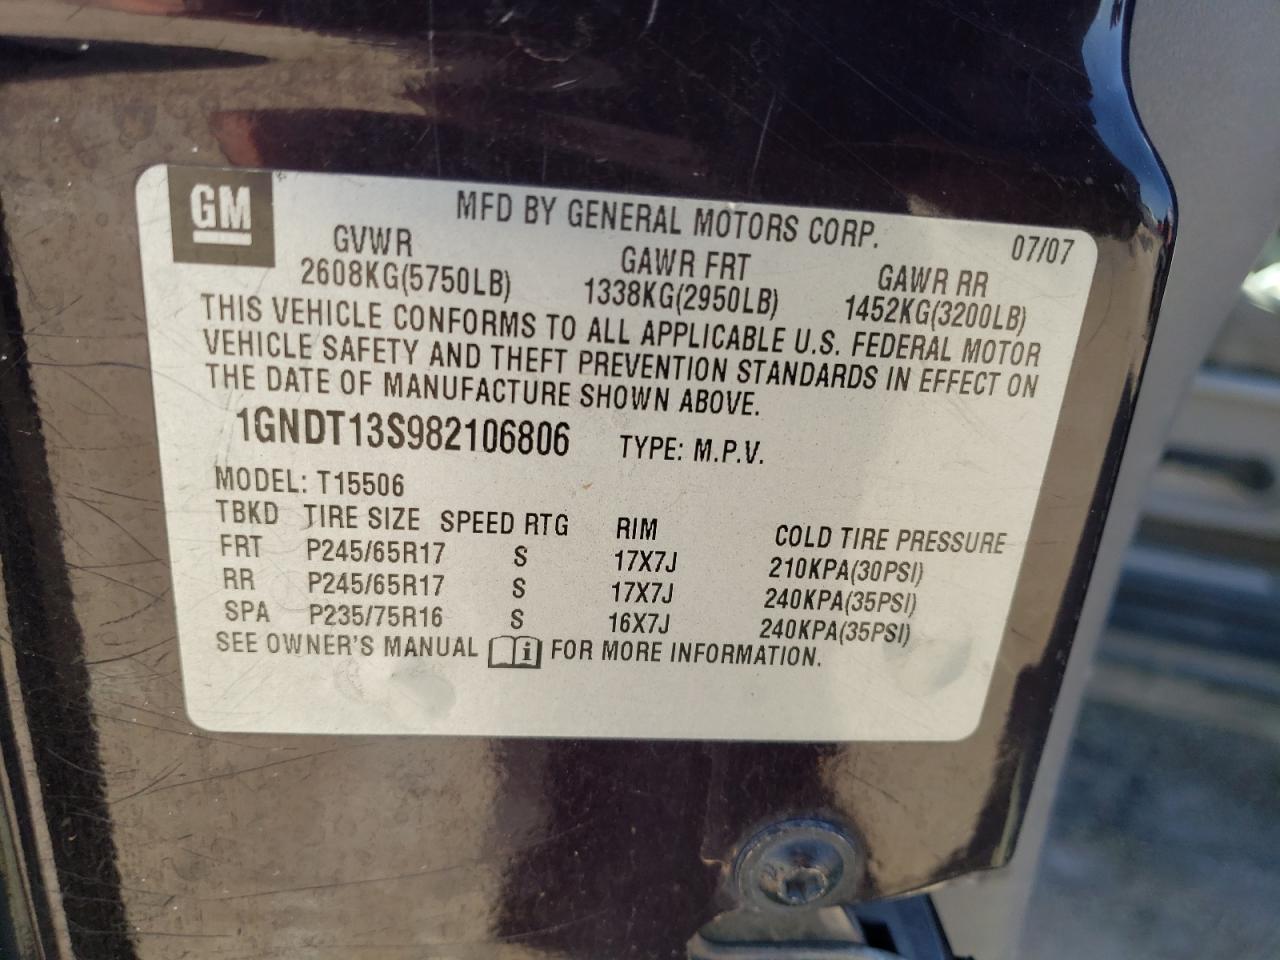 GM
MFD BY GENERAL MOTORS CORP.
07/07
GVWR GAWR FRT GAWR RR
2608KG(5750LB) 1338KG(2950LB) 1452KG(3200LB)
THIS VEHICLE CONFORMS TO ALL APPLICABLE U.S. FEDERAL MOTOR
VEHICLE SAFETY AND THEFT PREVENTION STANDARDS IN EFFECT ON
THE DATE OF MANUFACTURE SHOWN ABOVE.
1GNDT13S982106806 TYPE: M.P.V.
MODEL: T15506
TBKD TIRE SIZE SPEED RTG RIM COLD TIRE PRESSURE
FRT P245/65R17 S 17X7J 210KPA(30PSI)
RR P245/65R17 S 17X7J 240KPA(35PSI)
SPA P235/75R16 S 16X7J 240KPA(35PSI)
SEE OWNER'S MANUAL i FOR MORE INFORMATION.